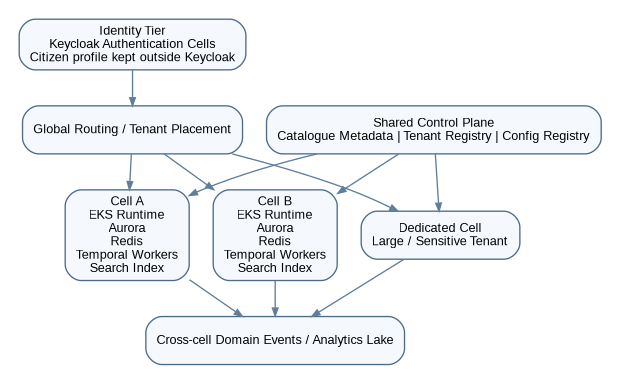 Identity Tier
Keycloak Authentication Cells
Citizen profile kept outside Keycloak
Global Routing / Tenant Placement
Shared Control Plane
Catalogue Metadata | Tenant Registry | Config Registry
Cell A
EKS Runtime
Aurora
Redis
Temporal Workers
Search Index
Cell B
EKS Runtime
Aurora
Redis
Temporal Workers
Search Index
Dedicated Cell
Large / Sensitive Tenant
Cross-cell Domain Events / Analytics Lake